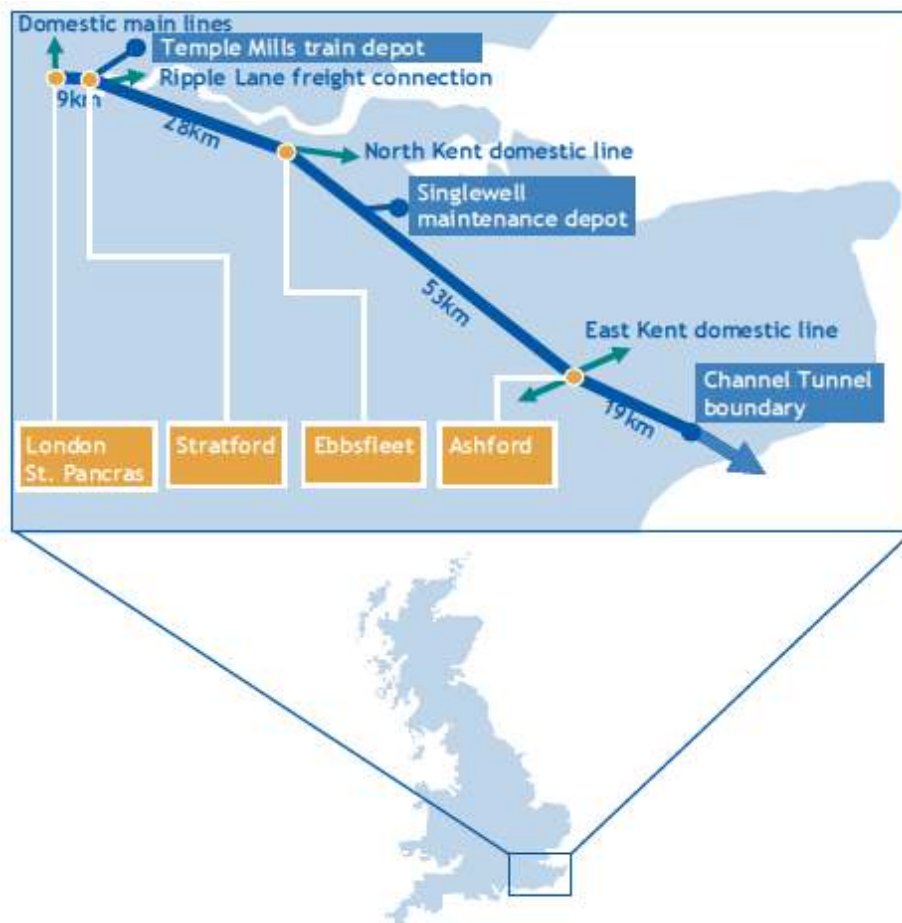 Domestic main lines
Temple Mills train depot
Ripple Lane freight connection
9km
28km
North Kent domestic line
Singlewell
maintenance depot
53km
East Kent domestic line
Channel Tunnel
boundary
19km
London
St. Pancras
Stratford
Ebbsfleet
Ashford